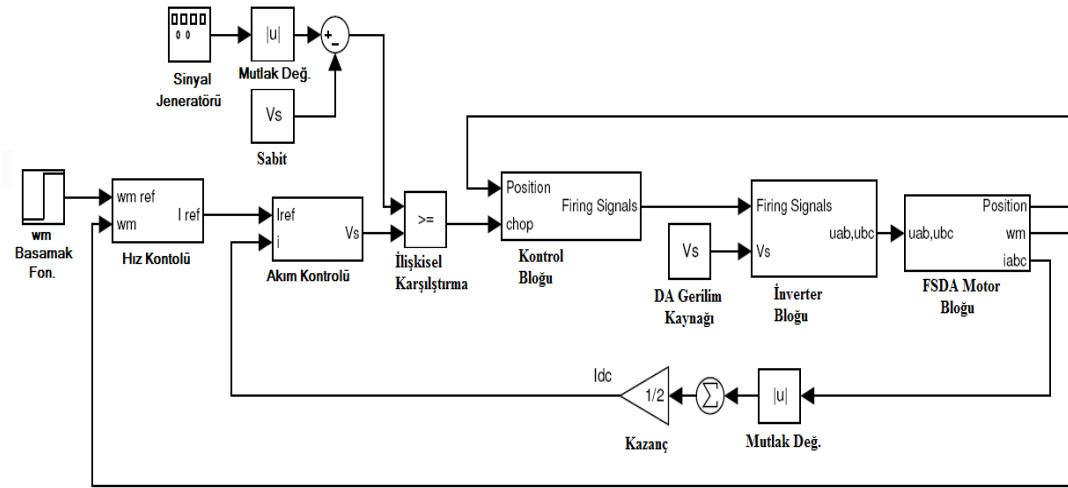 |u|
+
−
Sinyal
Jeneratörü
Mutlak Değ.
Vs
Sabit
wm ref
wm
I ref
Hız Kontolü
wm
Basamak
Fon.
Iref
i
Vs
Akım Kontrolü
>=
İlişkisel
Karşılştırma
Position
chop
Firing Signals
Kontrol
Bloğu
Vs
DA Gerilim
Kaynağı
Firing Signals
Vs
uab,ubc
İnverter
Bloğu
uab,ubc
Position
wm
iabc
FSDA Motor
Bloğu
Idc
1/2
Kazanç
Σ
|u|
Mutlak Değ.